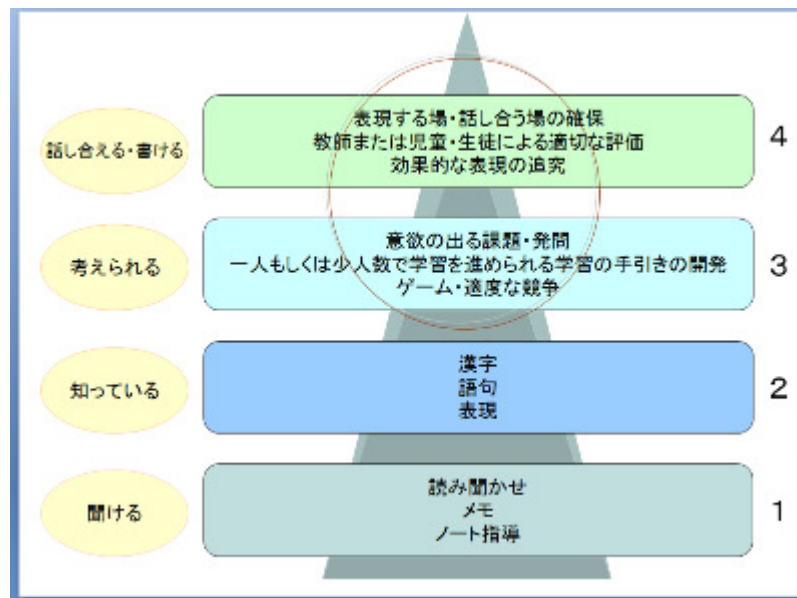 話し合える・書ける
表現する場・話し合う場の確保
教師または児童・生徒による適切な評価
効果的な表現の追究
4
考えられる
意欲の出る課題・発問
一人もしくは少人数で学習を進められる学習の手引きの開発
ゲーム・適度な競争
3
知っている
漢字
語句
表現
2
聞ける
読み聞かせ
メモ
ノート指導
1